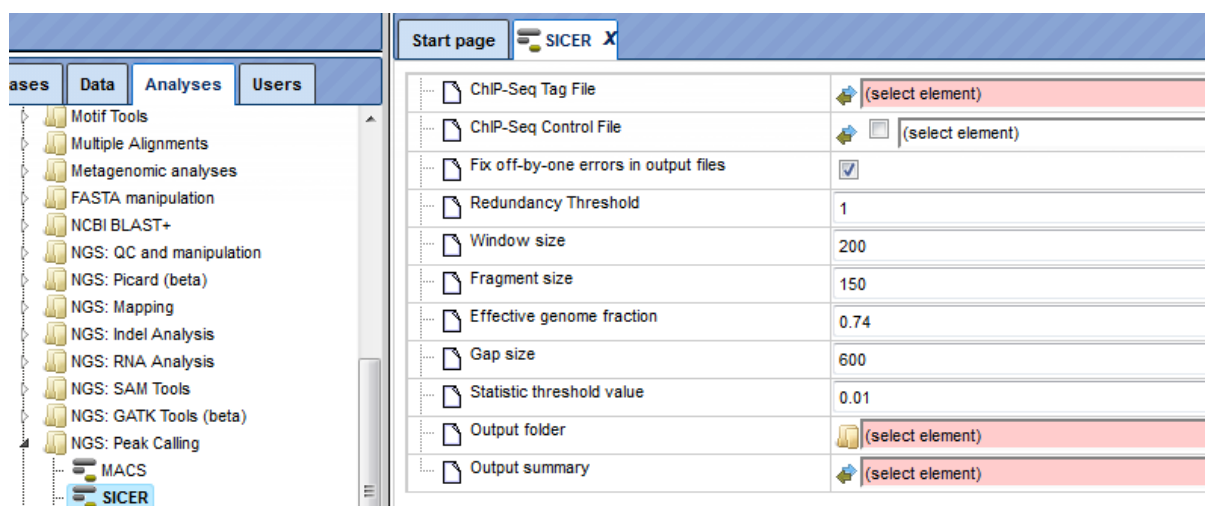 Start page SICER X
ases Data Analyses Users
Motif Tools
Multiple Alignments
Metagenomic analyses
FASTA manipulation
NCBI BLAST+
NGS: QC and manipulation
NGS: Picard (beta)
NGS: Mapping
NGS: Indel Analysis
NGS: RNA Analysis
NGS: SAM Tools
NGS: GATK Tools (beta)
NGS: Peak Calling
MACS
SICER
ChIP-Seq Tag File (select element)
ChIP-Seq Control File (select element)
Fix off-by-one errors in output files
Redundancy Threshold 1
Window size 200
Fragment size 150
Effective genome fraction 0.74
Gap size 600
Statistic threshold value 0.01
Output folder (select element)
Output summary (select element)